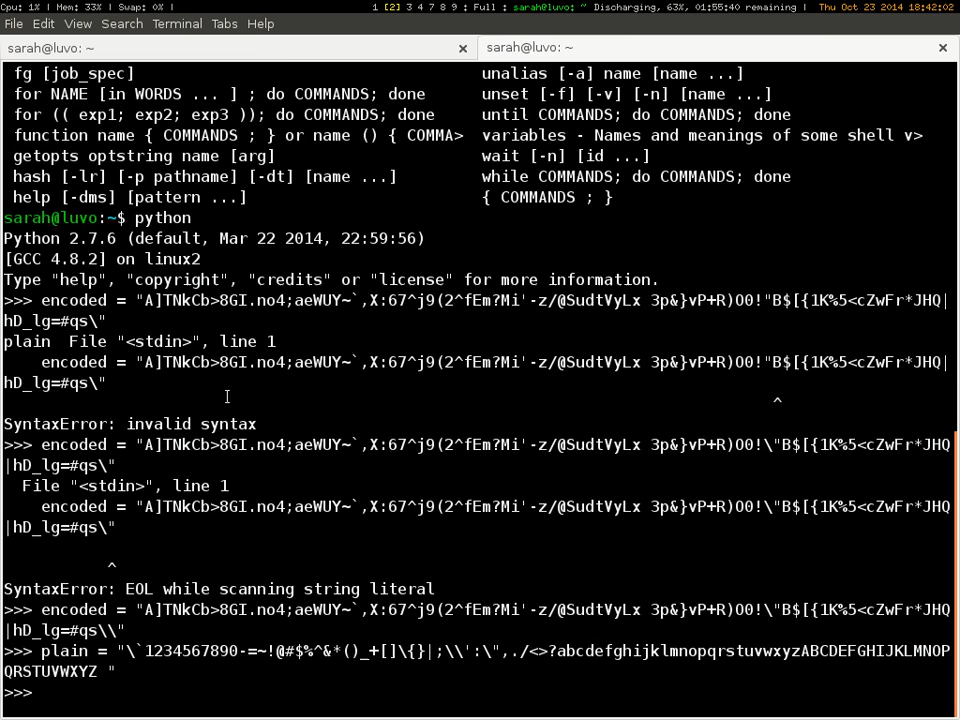 Cpu: 1% | Mem: 33% | Swap: 0% | 1 [2] 3 4 7 8 9 : Full : sarah@luvo: ~ Discharging, 63%, 01:55:40 remaining | Thu Oct 23 2014 18:42:02
File Edit View Search Terminal Tabs Help
sarah@luvo: ~ × sarah@luvo: ~ ×
fg [job_spec] unalias [-a] name [name ...]
for NAME [in WORDS ... ] ; do COMMANDS; done unset [-f] [-v] [-n] [name ...]
for (( exp1; exp2; exp3 )); do COMMANDS; done until COMMANDS; do COMMANDS; done
function name { COMMANDS ; } or name () { COMMA> variables - Names and meanings of some shell v>
getopts optstring name [arg] wait [-n] [id ...]
hash [-lr] [-p pathname] [-dt] [name ...] while COMMANDS; do COMMANDS; done
help [-dms] [pattern ...] { COMMANDS ; }
sarah@luvo:~$ python
Python 2.7.6 (default, Mar 22 2014, 22:59:56)
[GCC 4.8.2] on linux2
Type "help", "copyright", "credits" or "license" for more information.
>>> encoded = "A]TNkCb>8GI.no4;aeWUY~`,X:67^j9(2^fEm?Mi'-z/@SudtVyLx 3p&}vP+R)O0!"B$[{1K%5<cZwFr*JHQ|
hD_lg=#qs\"
plain  File "<stdin>", line 1
    encoded = "A]TNkCb>8GI.no4;aeWUY~`,X:67^j9(2^fEm?Mi'-z/@SudtVyLx 3p&}vP+R)O0!"B$[{1K%5<cZwFr*JHQ|
hD_lg=#qs\"
^
SyntaxError: invalid syntax
>>> encoded = "A]TNkCb>8GI.no4;aeWUY~`,X:67^j9(2^fEm?Mi'-z/@SudtVyLx 3p&}vP+R)O0!\"B$[{1K%5<cZwFr*JHQ
|hD_lg=#qs\"
  File "<stdin>", line 1
    encoded = "A]TNkCb>8GI.no4;aeWUY~`,X:67^j9(2^fEm?Mi'-z/@SudtVyLx 3p&}vP+R)O0!\"B$[{1K%5<cZwFr*JHQ
|hD_lg=#qs\"
^
SyntaxError: EOL while scanning string literal
>>> encoded = "A]TNkCb>8GI.no4;aeWUY~`,X:67^j9(2^fEm?Mi'-z/@SudtVyLx 3p&}vP+R)O0!\"B$[{1K%5<cZwFr*JHQ
|hD_lg=#qs\\"
>>> plain = "\`1234567890-=~!@#$%^&*()_+[]\{}|;\\':\",./<>?abcdefghijklmnopqrstuvwxyzABCDEFGHIJKLMNOP
QRSTUVWXYZ "
>>>